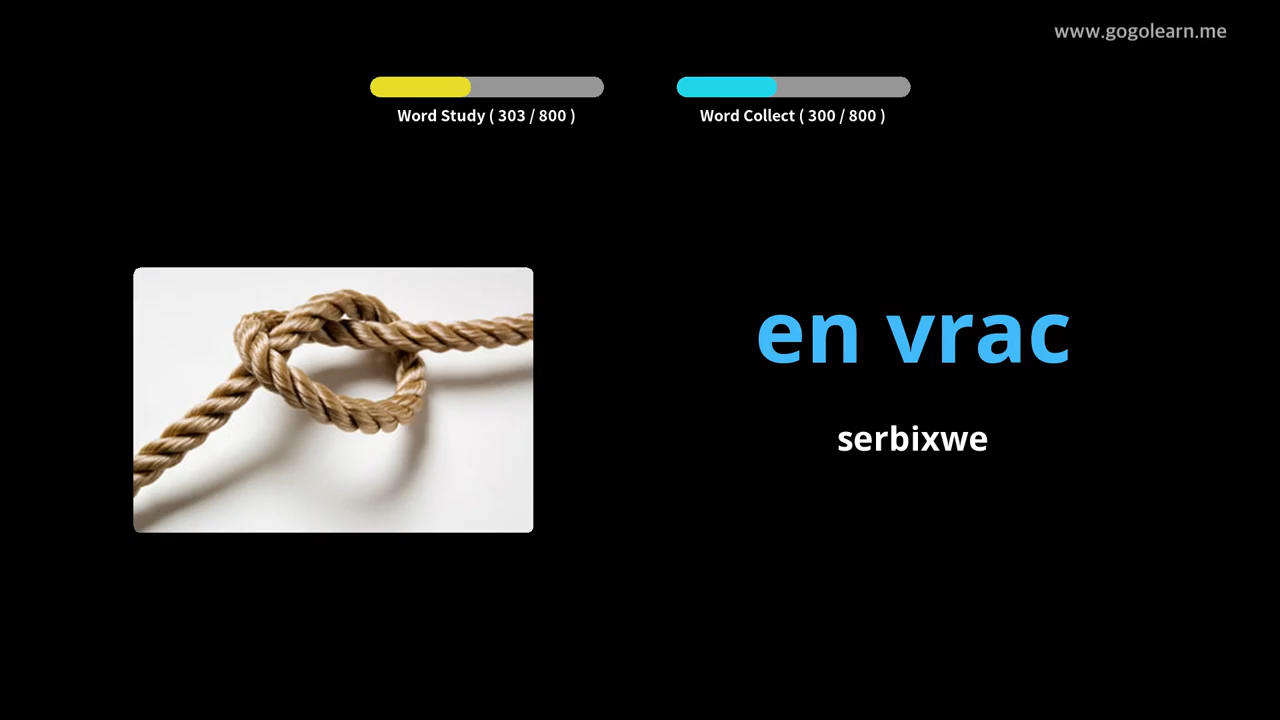 www.gogolearn.me
Word Study ( 303 / 800 )
Word Collect ( 300 / 800 )
en vrac
serbixwe